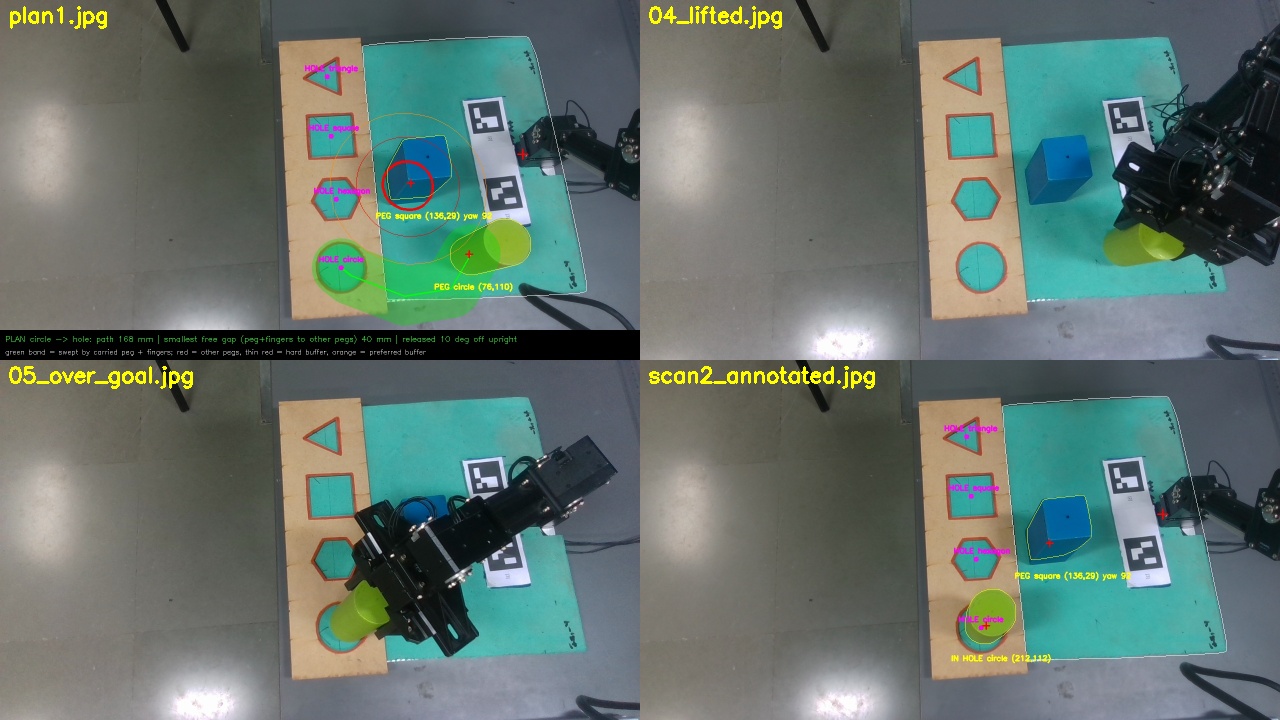 plan1.jpg
HOLE triangle
HOLE square
HOLE hexagon
PEG square (136,29) yaw 9
HOLE circle
PEG circle (76,110)
PLAN circle -> hole: path 168 mm | smallest free gap (peg+fingers to other pegs) 40 mm | released 10 deg off upright
green band = swept by carried peg + fingers; red = other pegs, thin red = hard buffer, orange = preferred buffer
04_lifted.jpg
05_over_goal.jpg
scan2_annotated.jpg
HOLE triangle
HOLE square
HOLE hexagon
PEG square (136,29) yaw 9
HOLE circle
IN HOLE circle (212,112)